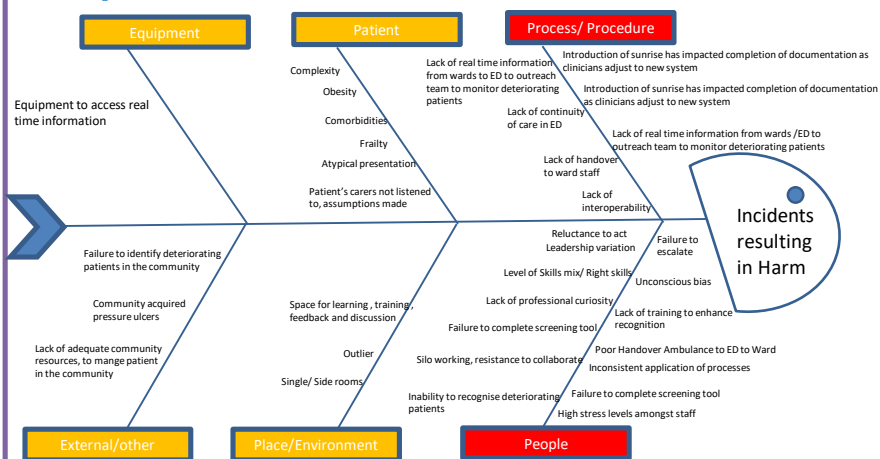 Equipment
Patient
Process/ Procedure
Equipment to access real
time information
Complexity
Obesity
Comorbidities
Frailty
Atypical presentation
Patient's carers not listened
to, assumptions made
Lack of real time information
from wards to ED to outreach
team to monitor deteriorating
patients
Lack of continuity
of care in ED
Lack of handover
to ward staff
Lack of
interoperability
Introduction of sunrise has impacted completion of documentation as
clinicians adjust to new system
Introduction of sunrise has impacted completion of documentation
as clinicians adjust to new system
Lack of real time information from wards /ED to
outreach team to monitor deteriorating patients
Incidents
resulting
in Harm
Failure to identify deteriorating
patients in the community
Community acquired
pressure ulcers
Lack of adequate community
resources, to mange patient
in the community
Space for learning , training ,
feedback and discussion
Outlier
Single/ Side rooms
Reluctance to act
Leadership variation
Level of Skills mix/ Right skills
Lack of professional curiosity
Failure to complete screening tool
Silo working, resistance to collaborate
Inability to recognise deteriorating
patients
Failure to
escalate
Unconscious bias
Lack of training to enhance
recognition
Poor Handover Ambulance to ED to Ward
Inconsistent application of processes
Failure to complete screening tool
High stress levels amongst staff
External/other
Place/Environment
People